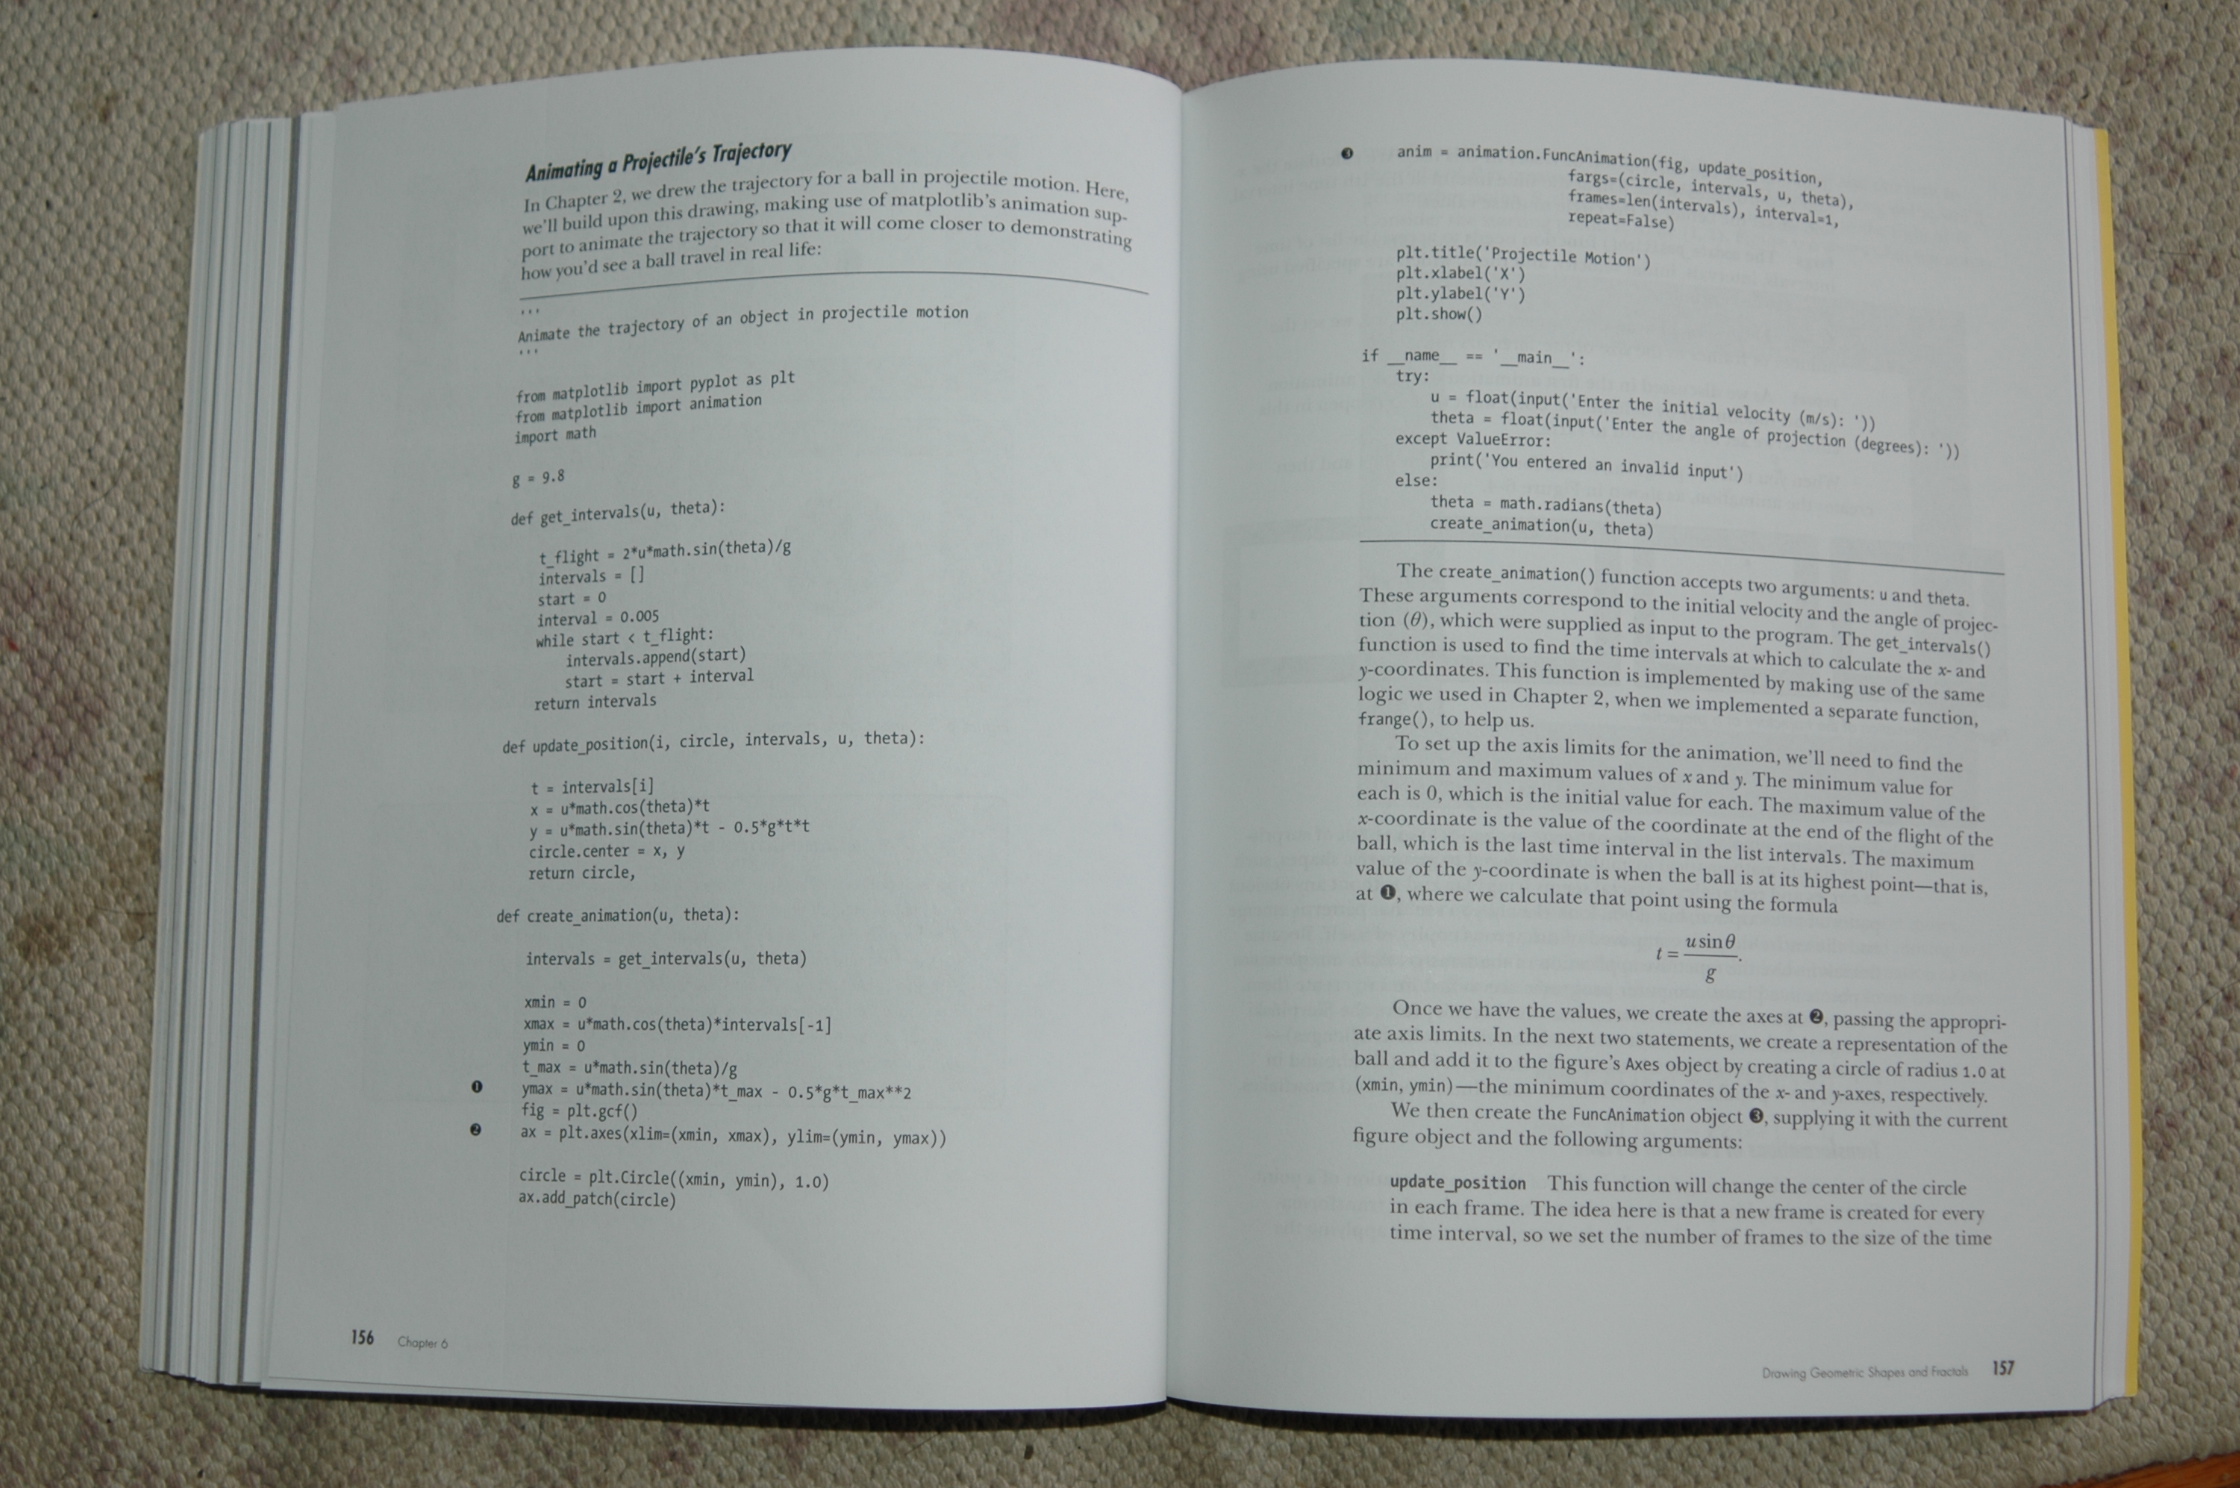 Animating a Projectile's Trajectory
In Chapter 2, we drew the trajectory for a ball in projectile motion. Here,
we'll build upon this drawing, making use of matplotlib's animation sup-
port to animate the trajectory so that it will come closer to demonstrating
how you'd see a ball travel in real life:
'''
Animate the trajectory of an object in projectile motion
'''
from matplotlib import pyplot as plt
from matplotlib import animation
import math
g = 9.8
def get_intervals(u, theta):
t_flight = 2*u*math.sin(theta)/g
intervals = []
start = 0
interval = 0.005
while start < t_flight:
intervals.append(start)
start = start + interval
return intervals
def update_position(i, circle, intervals, u, theta):
t = intervals[i]
x = u*math.cos(theta)*t
y = u*math.sin(theta)*t - 0.5*g*t*t
circle.center = x, y
return circle,
def create_animation(u, theta):
intervals = get_intervals(u, theta)
xmin = 0
xmax = u*math.cos(theta)*intervals[-1]
ymin = 0
t_max = u*math.sin(theta)/g
❶ ymax = u*math.sin(theta)*t_max - 0.5*g*t_max**2
fig = plt.gcf()
❷ ax = plt.axes(xlim=(xmin, xmax), ylim=(ymin, ymax))
circle = plt.Circle((xmin, ymin), 1.0)
ax.add_patch(circle)
156 Chapter 6
❸ anim = animation.FuncAnimation(fig, update_position,
fargs=(circle, intervals, u, theta),
frames=len(intervals), interval=1,
repeat=False)
plt.title('Projectile Motion')
plt.xlabel('X')
plt.ylabel('Y')
plt.show()
if __name__ == '__main__':
try:
u = float(input('Enter the initial velocity (m/s): '))
theta = float(input('Enter the angle of projection (degrees): '))
except ValueError:
print('You entered an invalid input')
else:
theta = math.radians(theta)
create_animation(u, theta)
The create_animation() function accepts two arguments: u and theta.
These arguments correspond to the initial velocity and the angle of projec-
tion (θ), which were supplied as input to the program. The get_intervals()
function is used to find the time intervals at which to calculate the x- and
y-coordinates. This function is implemented by making use of the same
logic we used in Chapter 2, when we implemented a separate function,
frange(), to help us.
To set up the axis limits for the animation, we'll need to find the
minimum and maximum values of x and y. The minimum value for
each is 0, which is the initial value for each. The maximum value of the
x-coordinate is the value of the coordinate at the end of the flight of the
ball, which is the last time interval in the list intervals. The maximum
value of the y-coordinate is when the ball is at its highest point—that is,
at ❶, where we calculate that point using the formula
t = u sin θ / g.
Once we have the values, we create the axes at ❷, passing the appropri-
ate axis limits. In the next two statements, we create a representation of the
ball and add it to the figure's Axes object by creating a circle of radius 1.0 at
(xmin, ymin)—the minimum coordinates of the x- and y-axes, respectively.
We then create the FuncAnimation object ❸, supplying it with the current
figure object and the following arguments:
update_position This function will change the center of the circle
in each frame. The idea here is that a new frame is created for every
time interval, so we set the number of frames to the size of the time
Drawing Geometric Shapes and Fractals 157